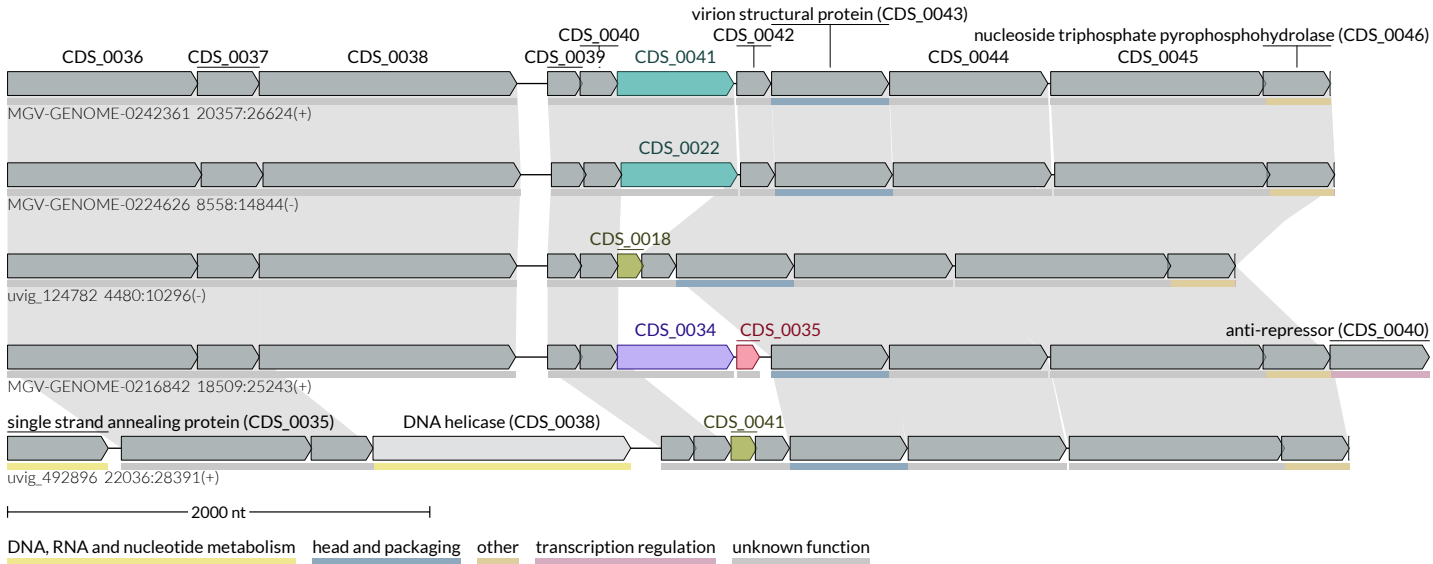 virion structural protein (CDS_0043)
CDS_0040 CDS_0042 nucleoside triphosphate pyrophosphohydrolase (CDS_0046)
CDS_0036 CDS_0037 CDS_0038 CDS_0039 CDS_0041 CDS_0044 CDS_0045
MGV-GENOME-0242361 20357:26624(+)
CDS_0022
MGV-GENOME-0224626 8558:14844(-)
CDS_0018
uvig_124782 4480:10296(-)
CDS_0034 CDS_0035 anti-repressor (CDS_0040)
MGV-GENOME-0216842 18509:25243(+)
single strand annealing protein (CDS_0035) DNA helicase (CDS_0038) CDS_0041
uvig_492896 22036:28391(+)
2000 nt
DNA, RNA and nucleotide metabolism head and packaging other transcription regulation unknown function